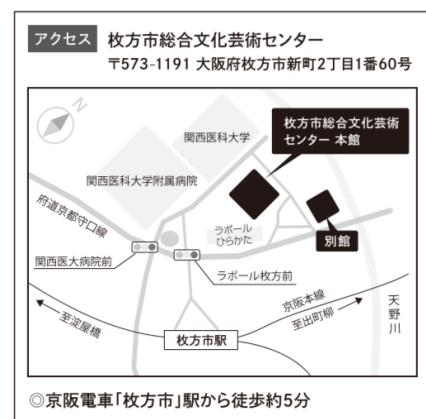 アクセス
枚方市総合文化芸術センター
〒573-1191 大阪府枚方市新町2丁目1番60号
N
関西医科大学
枚方市総合文化芸術
センター 本館
関西医科大学附属病院
府道京都守口線
ラポール
ひらかた
別館
関西医大病院前
ラポール枚方前
京阪本線
至出町柳
天野川
至淀屋橋
枚方市駅
◎京阪電車「枚方市」駅から徒歩約5分